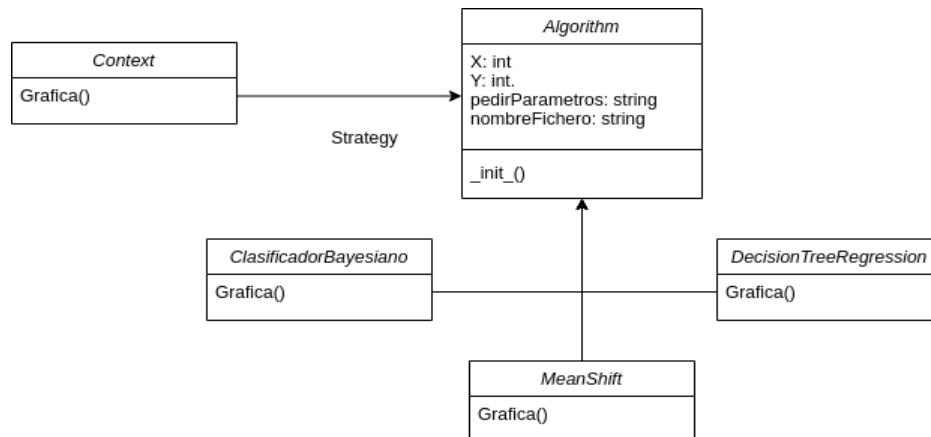 Algorithm
X: int
Y: int.
pedirParametros: string
nombreFichero: string
_init_()
Context
Grafica()
Strategy
ClasificadorBayesiano
Grafica()
DecisionTreeRegression
Grafica()
MeanShift
Grafica()